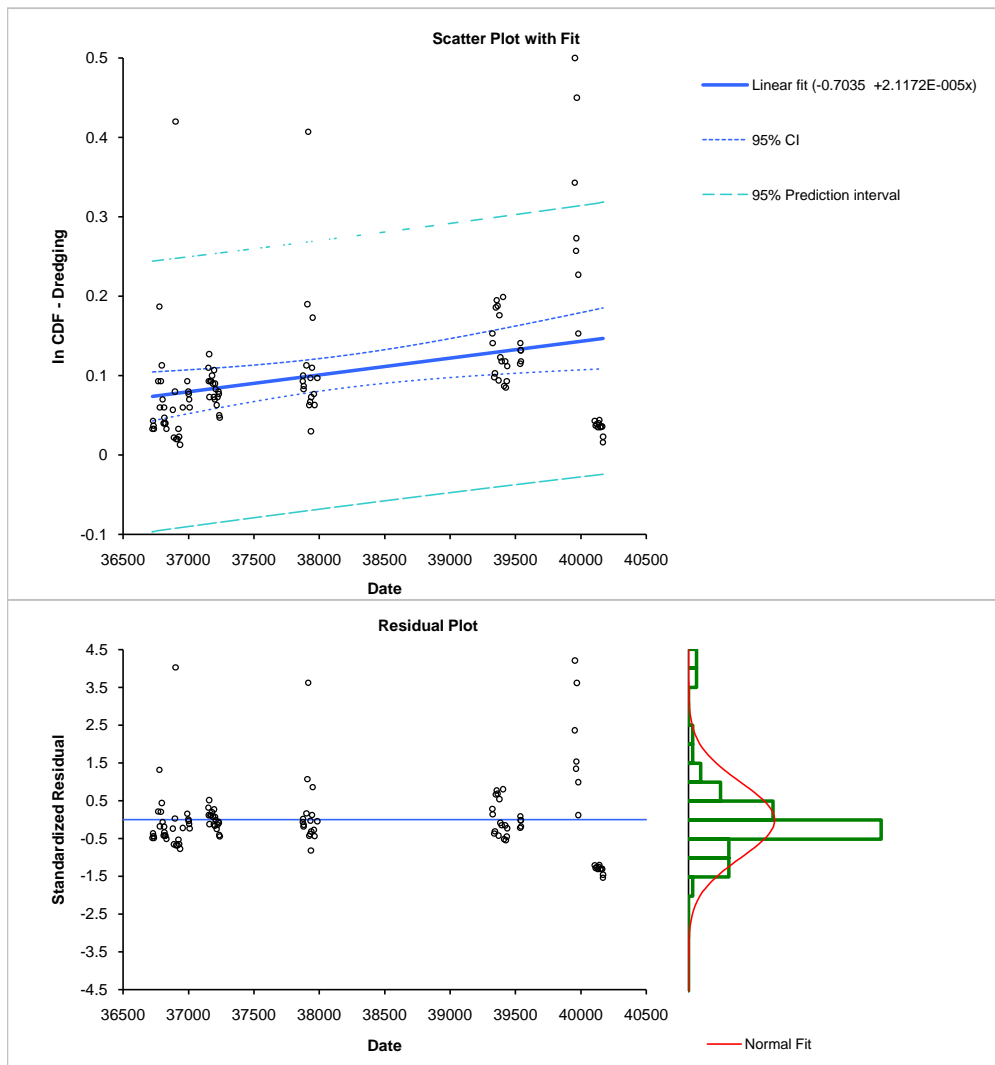 Scatter Plot with Fit
In CDF - Dredging
0.5
0.4
0.3
0.2
0.1
0
-0.1
36500 37000 37500 38000 38500 39000 39500 40000 40500
Date
Linear fit (-0.7035 +2.1172E-005x)
95% CI
95% Prediction interval
Residual Plot
Standardized Residual
4.5
3.5
2.5
1.5
0.5
-0.5
-1.5
-2.5
-3.5
-4.5
36500 37000 37500 38000 38500 39000 39500 40000 40500
Date
Normal Fit